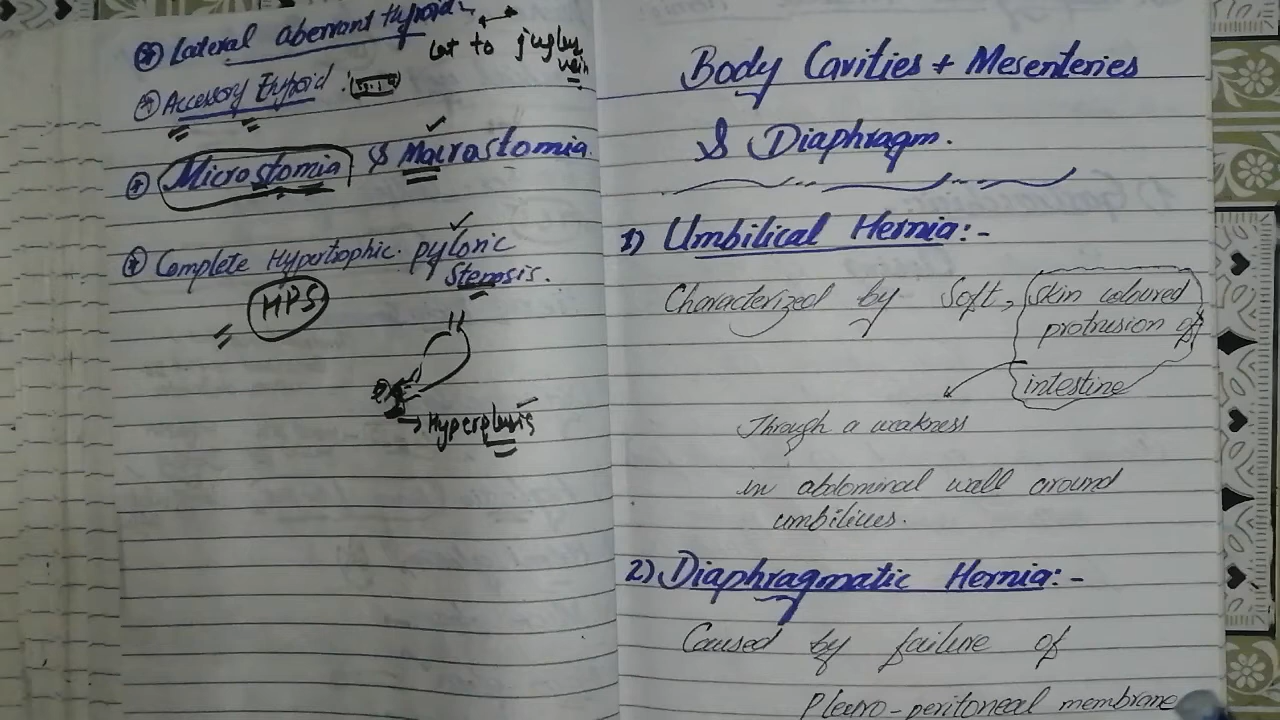 Lateral aberrant thyroid
Lat to jugular vein
Accessory thyroid :
Microstomia & Macrostomia.
Complete Hypertrophic pyloric
Stenosis.
HPS
→ Hyperplasis
Body Cavities + Mesenteries
& Diaphragm.
1) Umbilical Hernia:-
Characterized by Soft, skin coloured
protrusion of
intestine
Through a weakness
in abdominal wall around
umbilicus.
2) Diaphragmatic Hernia:-
Caused by failure of
Pleuro-peritoneal membrane